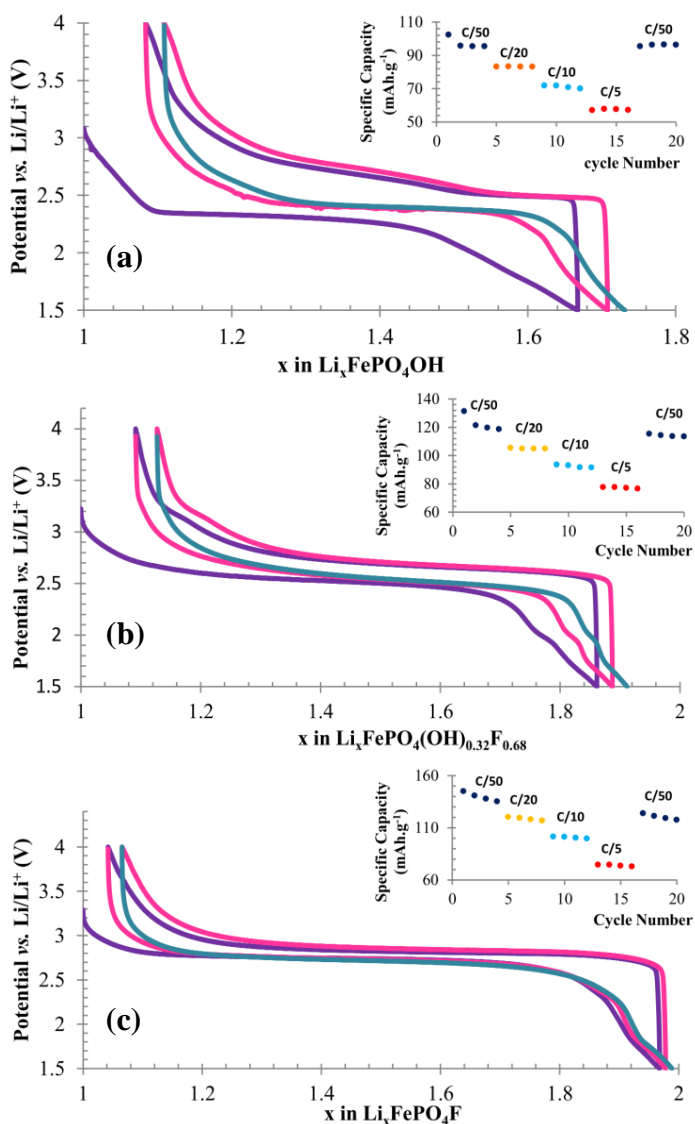 Potential vs. Li/Li⁺ (V)
4
3.5
3
2.5
2
1.5
1
1.2
1.4
1.6
1.8
x in LiₓFePO₄OH
(a)
Specific Capacity
(mAh.g⁻¹)
110
90
70
50
0
5
10
15
20
cycle Number
C/50
C/20
C/10
C/5
C/50
Potential vs. Li/Li⁺ (V)
4
3.5
3
2.5
2
1.5
1
1.2
1.4
1.6
1.8
2
x in LiₓFePO₄(OH)₀.₃₂F₀.₆₈
(b)
Specific Capacity
(mAh.g⁻¹)
140
120
100
80
60
0
5
10
15
20
Cycle Number
C/50
C/20
C/10
C/5
C/50
Potential vs. Li/Li⁺ (V)
4
3.5
3
2.5
2
1.5
1
1.2
1.4
1.6
1.8
2
x in LiₓFePO₄F
(c)
Specific Capacity
(mAh.g⁻¹)
160
110
60
0
5
10
15
20
Cycle Number
C/50
C/20
C/10
C/5
C/50